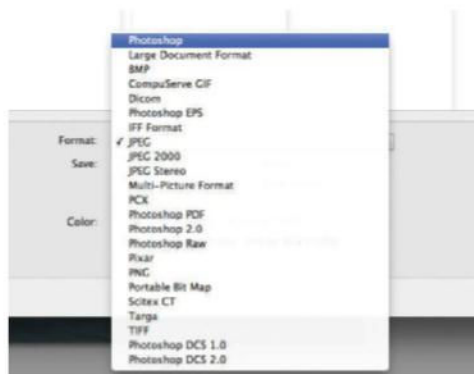 Photoshop
Large Document Format
BMP
CompuServe GIF
Dicom
Photoshop EPS
IFF Format
Format: ✓ JPEG
Save: JPEG 2000
JPEG Stereo
Multi-Picture Format
PCX
Color: Photoshop PDF
Photoshop 2.0
Photoshop Raw
Pixar
PNG
Portable Bit Map
Scitex CT
Targa
TIFF
Photoshop DCS 1.0
Photoshop DCS 2.0